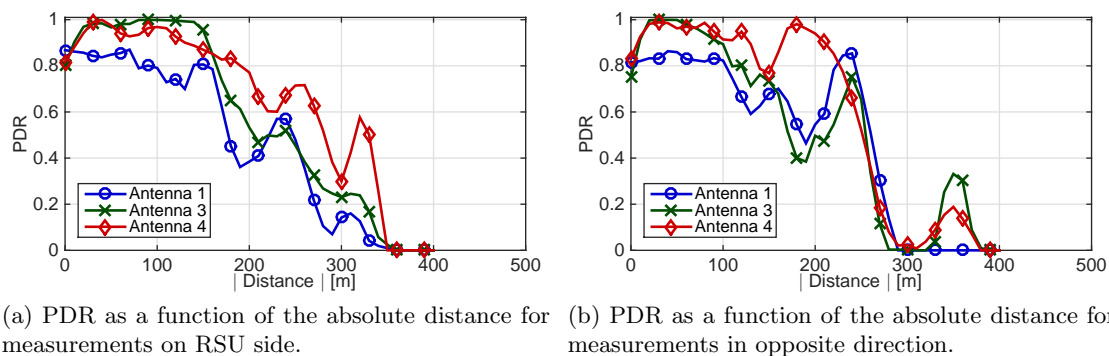 1
0.8
0.6
0.4
0.2
0
PDR
0 100 200 300 400 500
| Distance | [m]
Antenna 1
Antenna 3
Antenna 4
(a) PDR as a function of the absolute distance for
measurements on RSU side.
1
0.8
0.6
0.4
0.2
0
PDR
0 100 200 300 400 500
| Distance | [m]
Antenna 1
Antenna 3
Antenna 4
(b) PDR as a function of the absolute distance for
measurements in opposite direction.